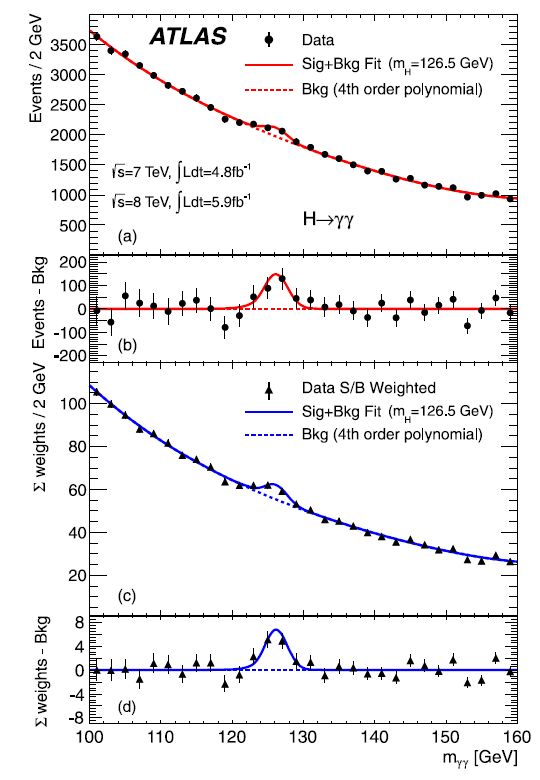 ATLAS
Data
Sig+Bkg Fit (mH=126.5 GeV)
Bkg (4th order polynomial)
Events / 2 GeV
3500
3000
2500
2000
1500
1000
500
√s=7 TeV, ∫Ldt=4.8fb⁻¹
√s=8 TeV, ∫Ldt=5.9fb⁻¹
H→γγ
(a)
Events - Bkg
200
100
0
-100
-200
(b)
Σ weights / 2 GeV
100
80
60
40
20
Data S/B Weighted
Sig+Bkg Fit (mH=126.5 GeV)
Bkg (4th order polynomial)
(c)
Σ weights - Bkg
8
4
0
-4
-8
(d)
100 110 120 130 140 150 160
mγγ [GeV]